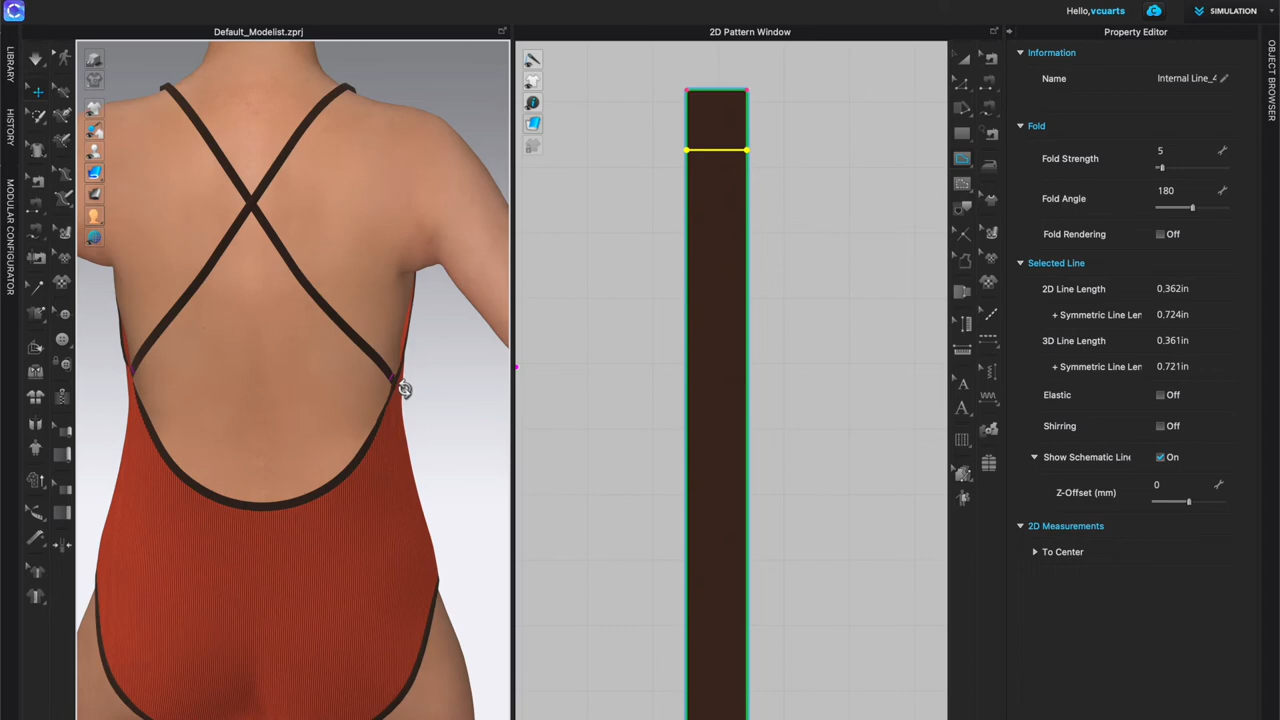 Hello,vcuarts
SIMULATION
Default_Modelist.zprj
2D Pattern Window
Property Editor
LIBRARY
HISTORY
MODULAR CONFIGURATOR
OBJECT BROWSER
Information
Name
Internal Line_4
Fold
Fold Strength
5
Fold Angle
180
Fold Rendering
Off
Selected Line
2D Line Length
0.362in
+ Symmetric Line Len
0.724in
3D Line Length
0.361in
+ Symmetric Line Len
0.721in
Elastic
Off
Shirring
Off
Show Schematic Line
On
Z-Offset (mm)
0
2D Measurements
To Center